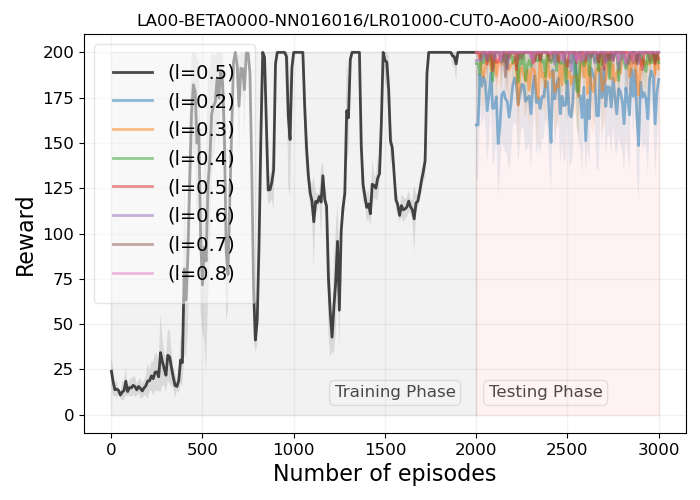 LA00-BETA0000-NN016016/LR01000-CUT0-Ao00-Ai00/RS00
Reward
200
175
150
125
100
75
50
25
0
(l=0.5)
(l=0.2)
(l=0.3)
(l=0.4)
(l=0.5)
(l=0.6)
(l=0.7)
(l=0.8)
Training Phase
Testing Phase
0
500
1000
1500
2000
2500
3000
Number of episodes